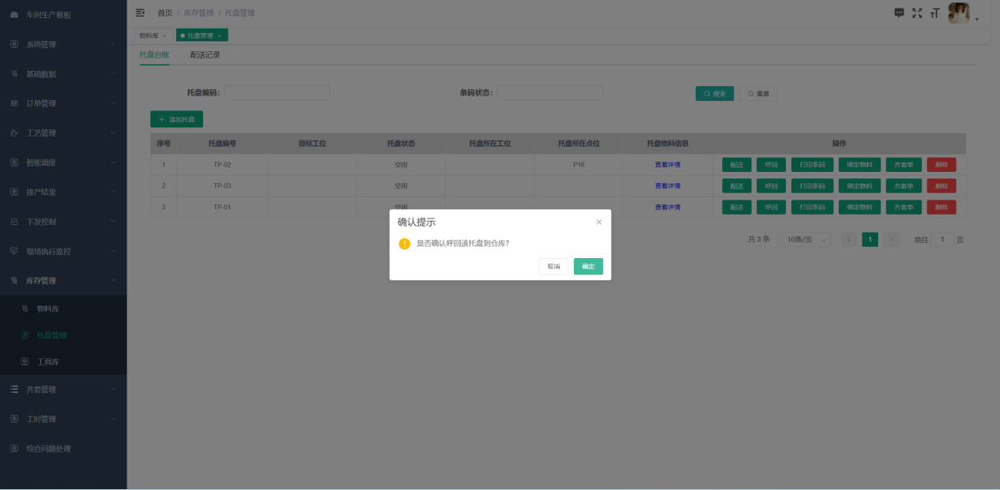 车间生产看板
系统管理
基础数据
订单管理
工艺管理
智能调度
排产结果
下发控制
现场执行监控
库存管理
物料库
托盘管理
工具库
齐套管理
工时管理
综合问题处理
首页 / 库存管理 / 托盘管理
物料库 × 托盘管理 ×
托盘台账 配送记录
托盘编码: 条码状态: 搜索 重置
+ 添加托盘
序号 托盘编号 目标工位 托盘状态 托盘所在工位 托盘所在点位 托盘物料信息 操作
1 TP-02 空闲 P16 查看详情 配送 呼回 打印条码 绑定物料 齐套单 删除
2 TP-03 空闲 查看详情 配送 呼回 打印条码 绑定物料 齐套单 删除
3 TP-01 空闲 查看详情 配送 呼回 打印条码 绑定物料 齐套单 删除
共 3 条 10条/页 < 1 > 前往 1 页
确认提示 ×
是否确认呼回该托盘到仓库?
取消 确定